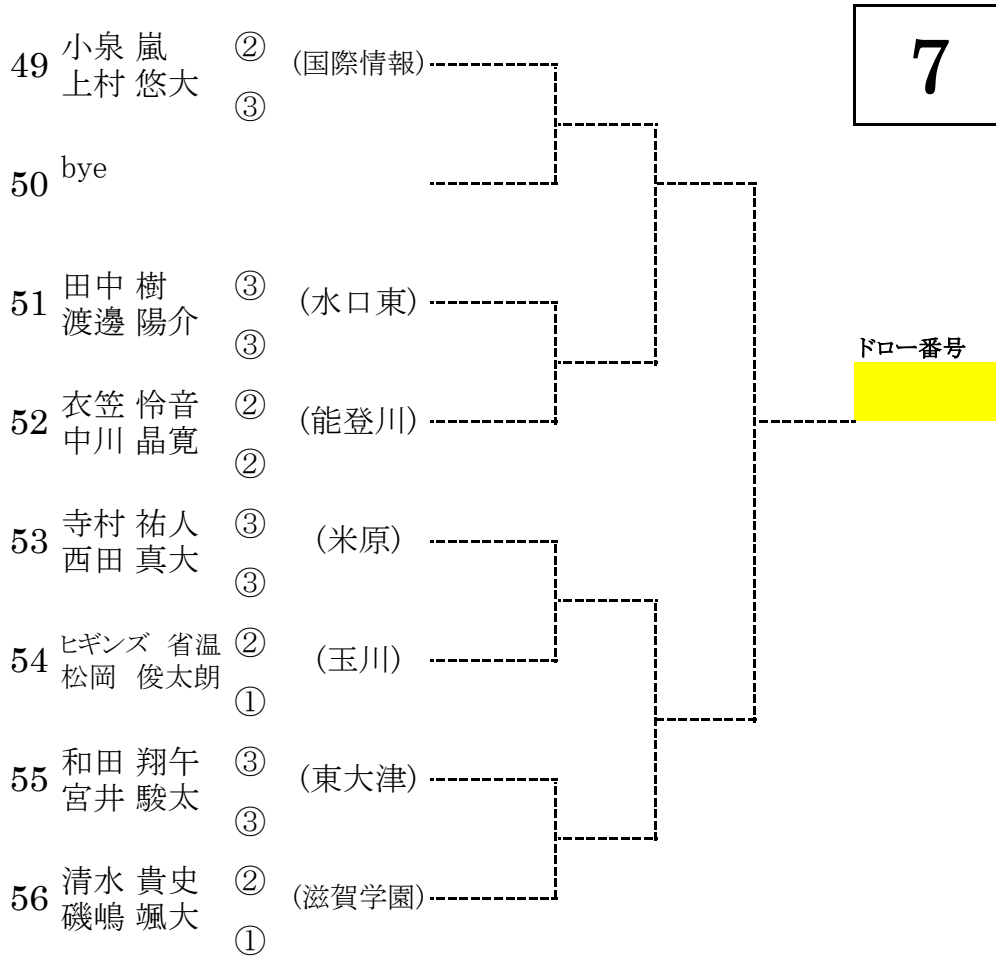 7
49 小泉 嵐 ② (国際情報)
上村 悠大 ③
50 bye
51 田中 樹 ③ (水口東)
渡邊 陽介 ③
ドロー番号
52 衣笠 怜音 ② (能登川)
中川 晶寛 ②
53 寺村 祐人 ③ (米原)
西田 真大 ③
54 ヒギンズ 省温 ② (玉川)
松岡 俊太朗 ①
55 和田 翔午 ③ (東大津)
宮井 駿太 ③
56 清水 貴史 ② (滋賀学園)
磯嶋 颯大 ①